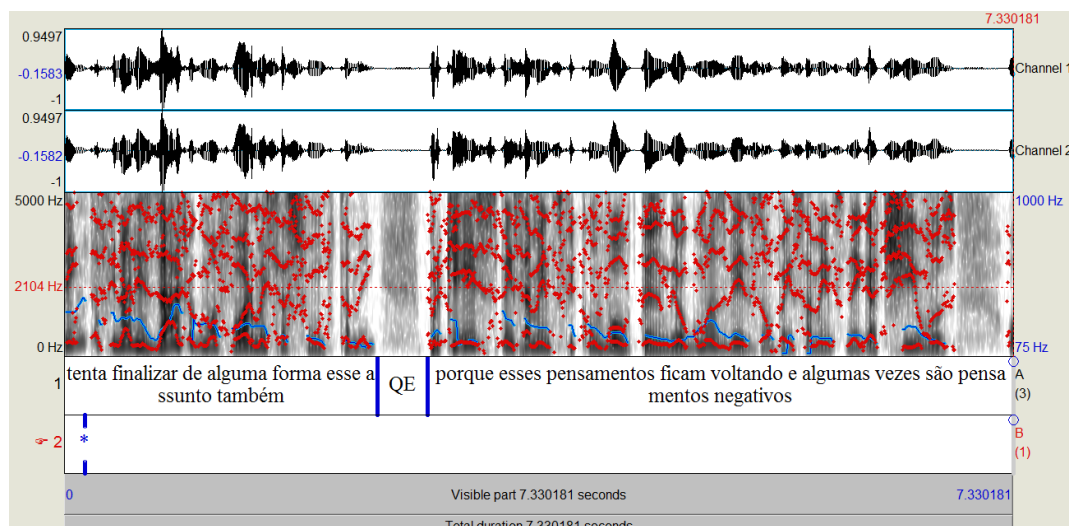 7.330181
0.9497
-0.1583
-1
Channel 1
0.9497
-0.1582
-1
Channel 2
5000 Hz
1000 Hz
2104 Hz
0 Hz
75 Hz
1
tenta finalizar de alguma forma esse a
ssunto também
QE
porque esses pensamentos ficam voltando e algumas vezes são pensa
mentos negativos
A
(3)
2
*
B
(1)
0
Visible part 7.330181 seconds
7.330181
Total duration 7.330181 seconds